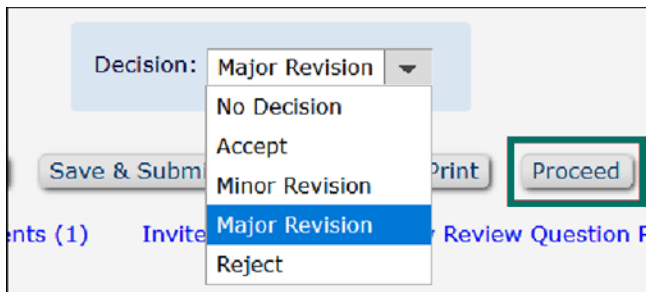 Decision: Major Revision
No Decision
Accept
Save & Submi Print Proceed
Minor Revision
ents (1) Invite Major Revision Review Question
Reject